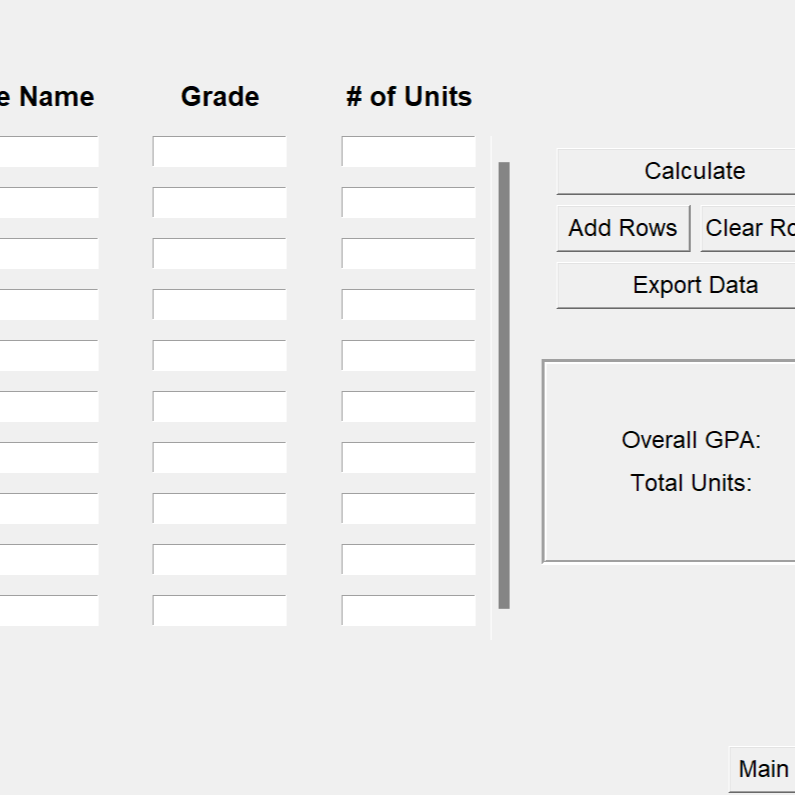 e Name
Grade
# of Units
Calculate
Add Rows
Clear Ro
Export Data
Overall GPA:
Total Units:
Main